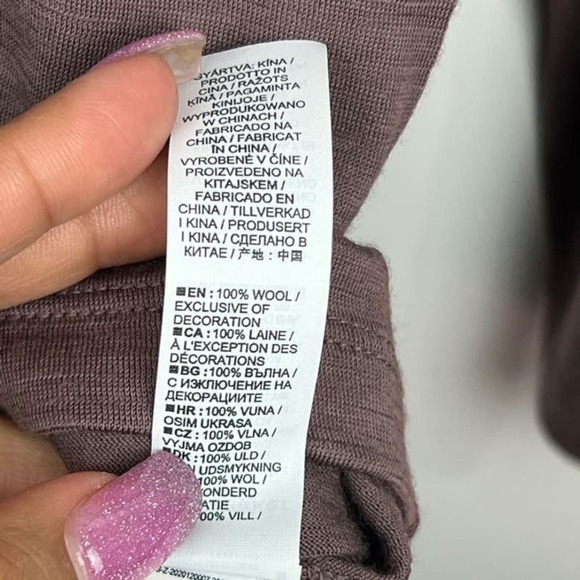 GYÁRTVA: KÍNA /
PRODOTTO IN
CINA / RAŽOTS
ĶĪNĀ / PAGAMINTA
KINIJOJE /
WYPRODUKOWANO
W CHINACH /
FABRICADO NA
CHINA / FABRICAT
ÎN CHINA /
VYROBENÉ V ČÍNE /
PROIZVEDENO NA
KITAJSKEM /
FABRICADO EN
CHINA / TILLVERKAD
I KINA / PRODUSERT
I KINA / СДЕЛАНО В
КИТАЕ / 产地：中国
EN : 100% WOOL /
EXCLUSIVE OF
DECORATION
CA : 100% LAINE /
À L'EXCEPTION DES
DÉCORATIONS
BG : 100% ВЪЛНА /
С ИЗКЛЮЧЕНИЕ НА
ДЕКОРАЦИИТЕ
HR : 100% VUNA /
OSIM UKRASA
CZ : 100% VLNA /
VYJMA OZDOB
DK : 100% ULD /
UDSMYKNING
100% WOL /
ZONDERD
ATIE
00% VILL /